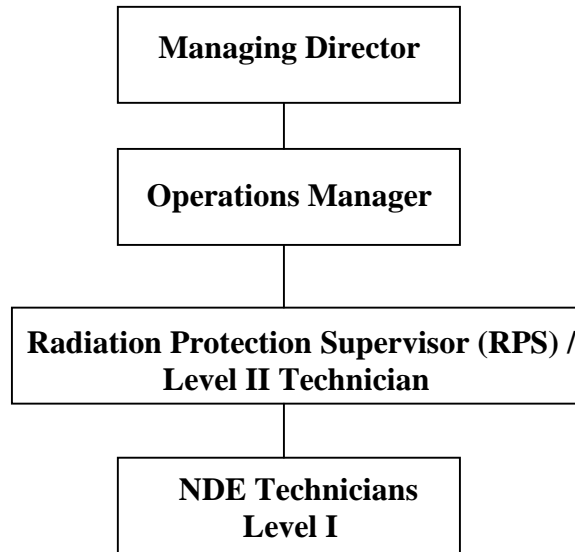 Managing Director
Operations Manager
Radiation Protection Supervisor (RPS) /
Level II Technician
NDE Technicians
Level I